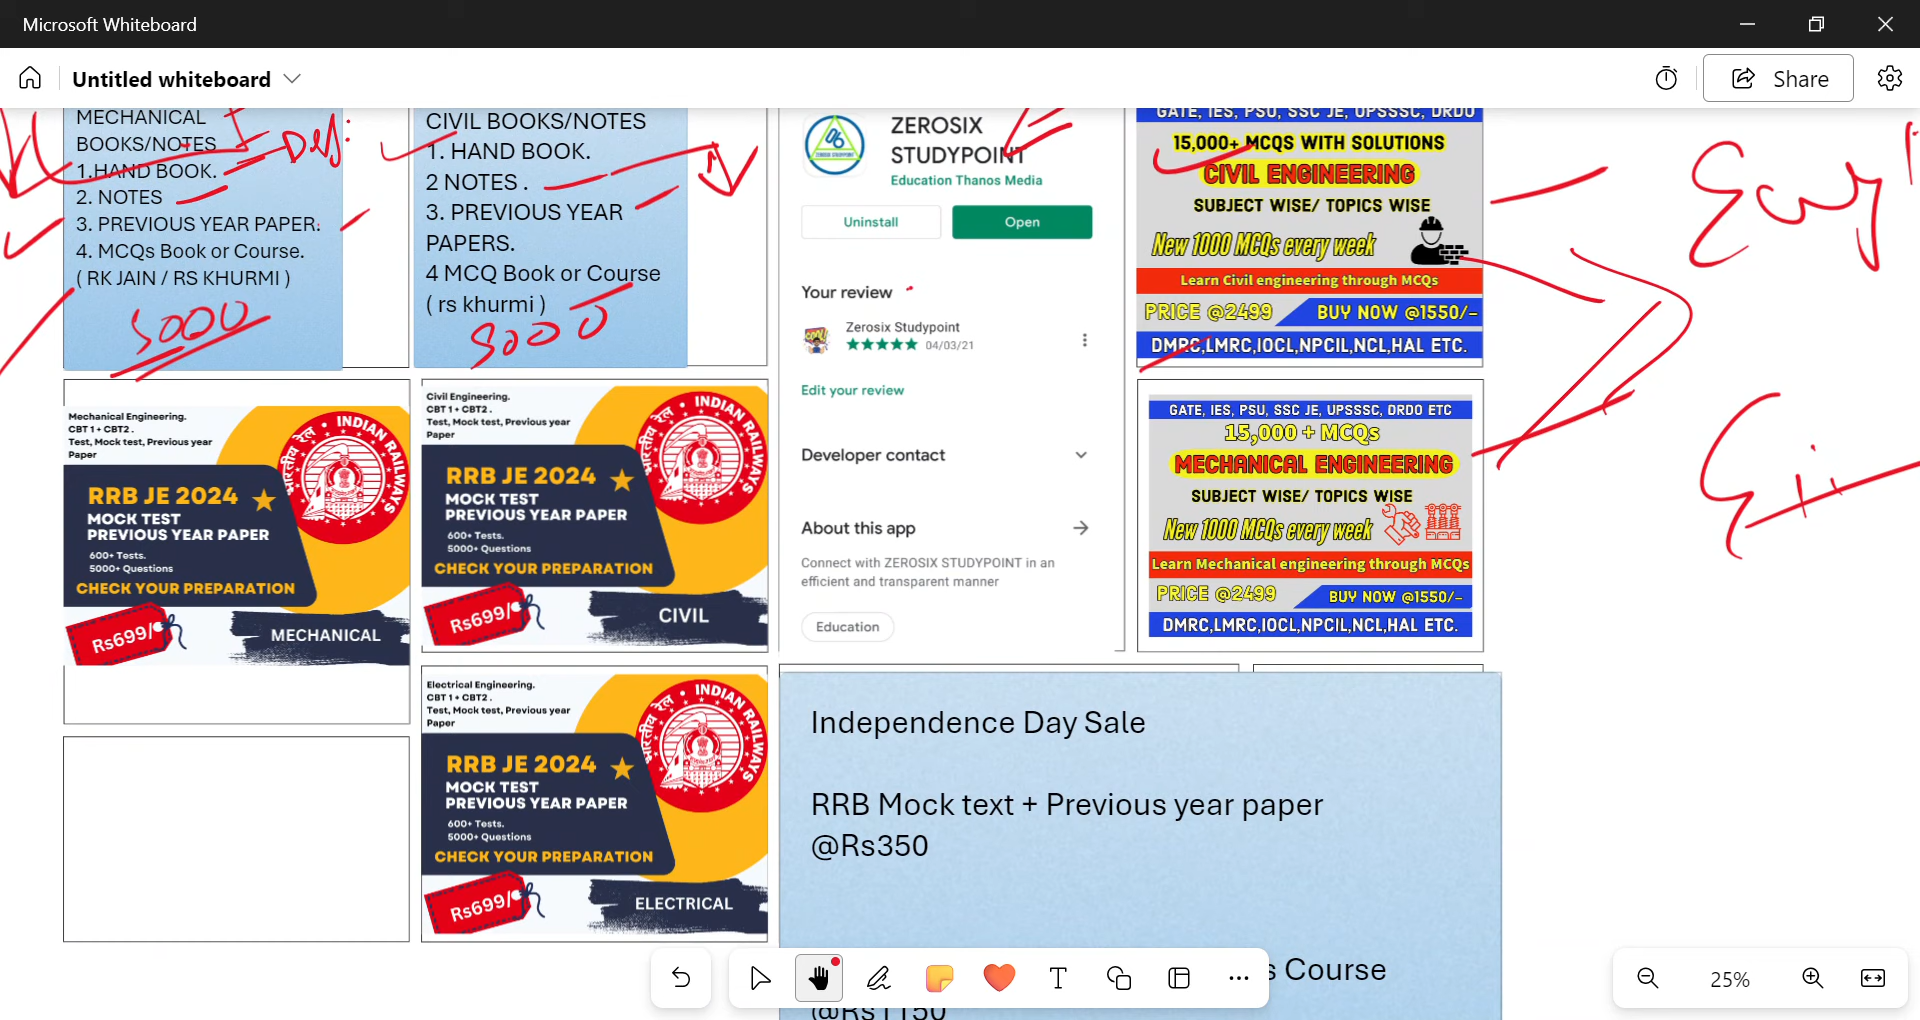 Microsoft Whiteboard
Untitled whiteboard
Share
MECHANICAL
BOOKS/NOTES
1.HAND BOOK.
2. NOTES
3. PREVIOUS YEAR PAPER.
4. MCQs Book or Course.
( RK JAIN / RS KHURMI )
5000
CIVIL BOOKS/NOTES
1. HAND BOOK.
2 NOTES .
3. PREVIOUS YEAR
PAPERS.
4 MCQ Book or Course
( rs khurmi )
ZEROSIX
STUDYPOINT
Education Thanos Media
Uninstall
Open
Your review
Zerosix Studypoint
04/03/21
Edit your review
Developer contact
About this app
Connect with ZEROSIX STUDYPOINT in an
efficient and transparent manner
Education
GATE, IES, PSU, SSC JE, UPSSSC, DRDO
15,000+ MCQS WITH SOLUTIONS
CIVIL ENGINEERING
SUBJECT WISE/ TOPICS WISE
New 1000 MCQs every week
Learn Civil engineering through MCQs
PRICE @2499
BUY NOW @1550/-
DMRC,LMRC,IOCL,NPCIL,NCL,HAL ETC.
Mechanical Engineering.
CBT 1 + CBT2 .
Test, Mock test, Previous year
Paper
भारतीय रेल
INDIAN RAILWAYS
RRB JE 2024
MOCK TEST
PREVIOUS YEAR PAPER
600+ Tests.
5000+ Questions
CHECK YOUR PREPARATION
Rs699/-
MECHANICAL
Civil Engineering.
CBT 1 + CBT2 .
Test, Mock test, Previous year
Paper
भारतीय रेल
INDIAN RAILWAYS
RRB JE 2024
MOCK TEST
PREVIOUS YEAR PAPER
600+ Tests.
5000+ Questions
CHECK YOUR PREPARATION
Rs699/-
CIVIL
GATE, IES, PSU, SSC JE, UPSSSC, DRDO ETC
15,000 + MCQs
MECHANICAL ENGINEERING
SUBJECT WISE/ TOPICS WISE
New 1000 MCQs every week
Learn Mechanical engineering through MCQs
PRICE @2499
BUY NOW @1550/-
DMRC,LMRC,IOCL,NPCIL,NCL,HAL ETC.
Electrical Engineering.
CBT 1 + CBT2 .
Test, Mock test, Previous year
Paper
भारतीय रेल
INDIAN RAILWAYS
RRB JE 2024
MOCK TEST
PREVIOUS YEAR PAPER
600+ Tests.
5000+ Questions
CHECK YOUR PREPARATION
Rs699/-
ELECTRICAL
Independence Day Sale
RRB Mock text + Previous year paper
@Rs350
Course
@Rs1150
25%